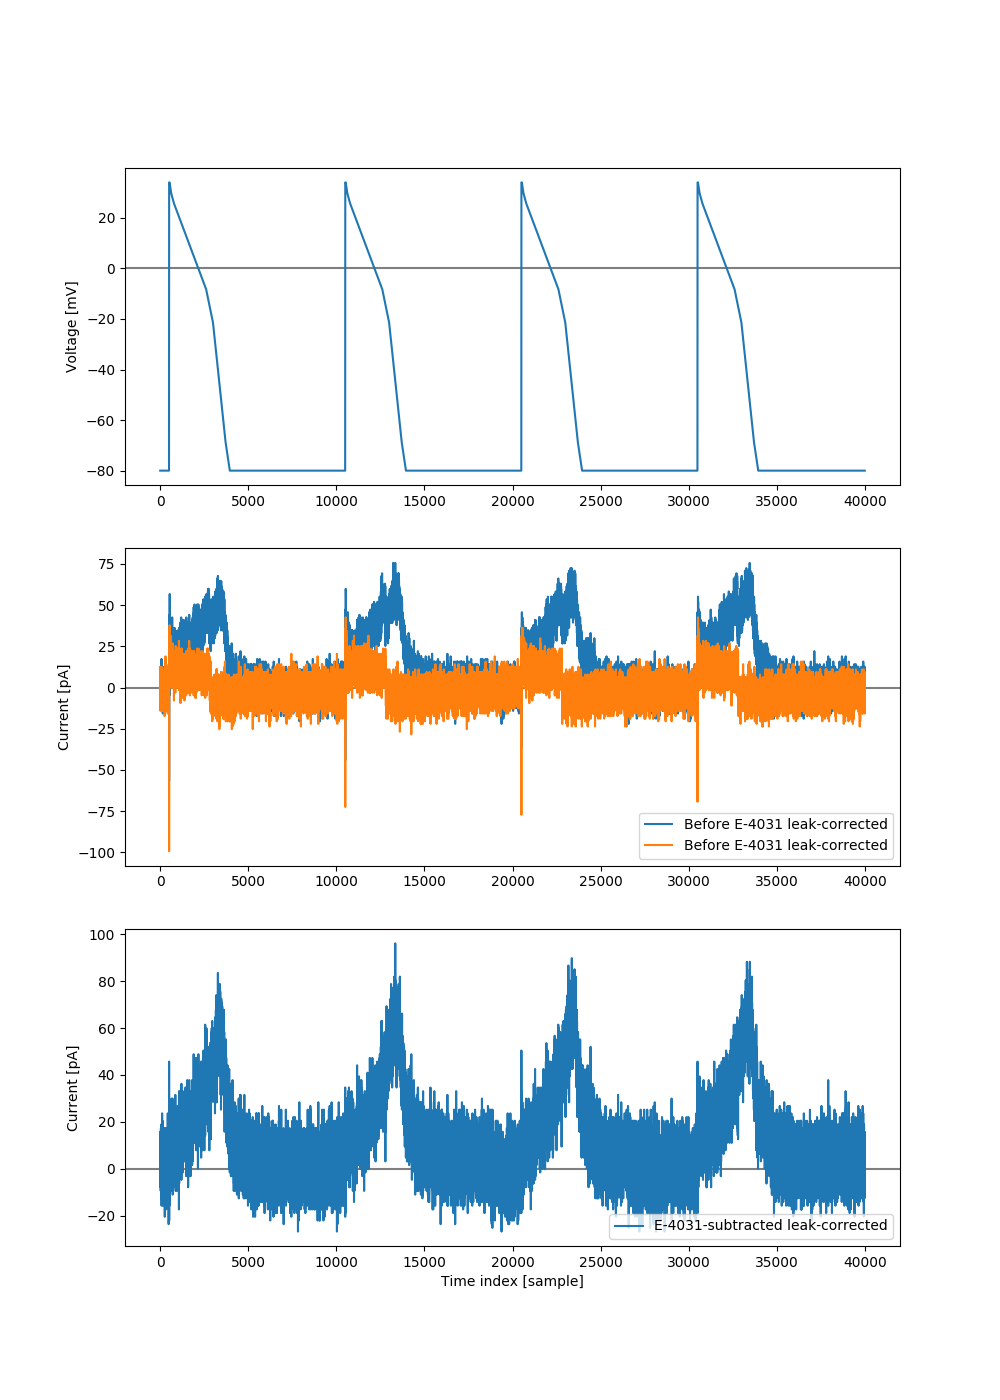 Voltage [mV]
20
0
−20
−40
−60
−80
0 5000 10000 15000 20000 25000 30000 35000 40000
Current [pA]
75
50
25
0
−25
−50
−75
−100
Before E-4031 leak-corrected
Before E-4031 leak-corrected
0 5000 10000 15000 20000 25000 30000 35000 40000
Current [pA]
100
80
60
40
20
0
−20
E-4031-subtracted leak-corrected
0 5000 10000 15000 20000 25000 30000 35000 40000
Time index [sample]